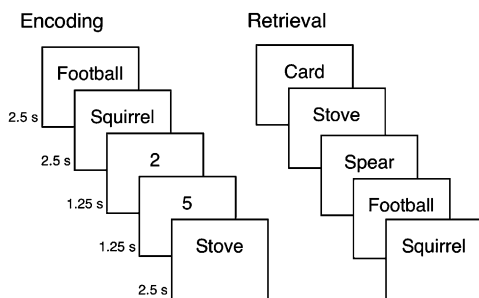 Encoding
Football
2.5 s
Squirrel
2.5 s
2
1.25 s
5
1.25 s
Stove
2.5 s
Retrieval
Card
Stove
Spear
Football
Squirrel